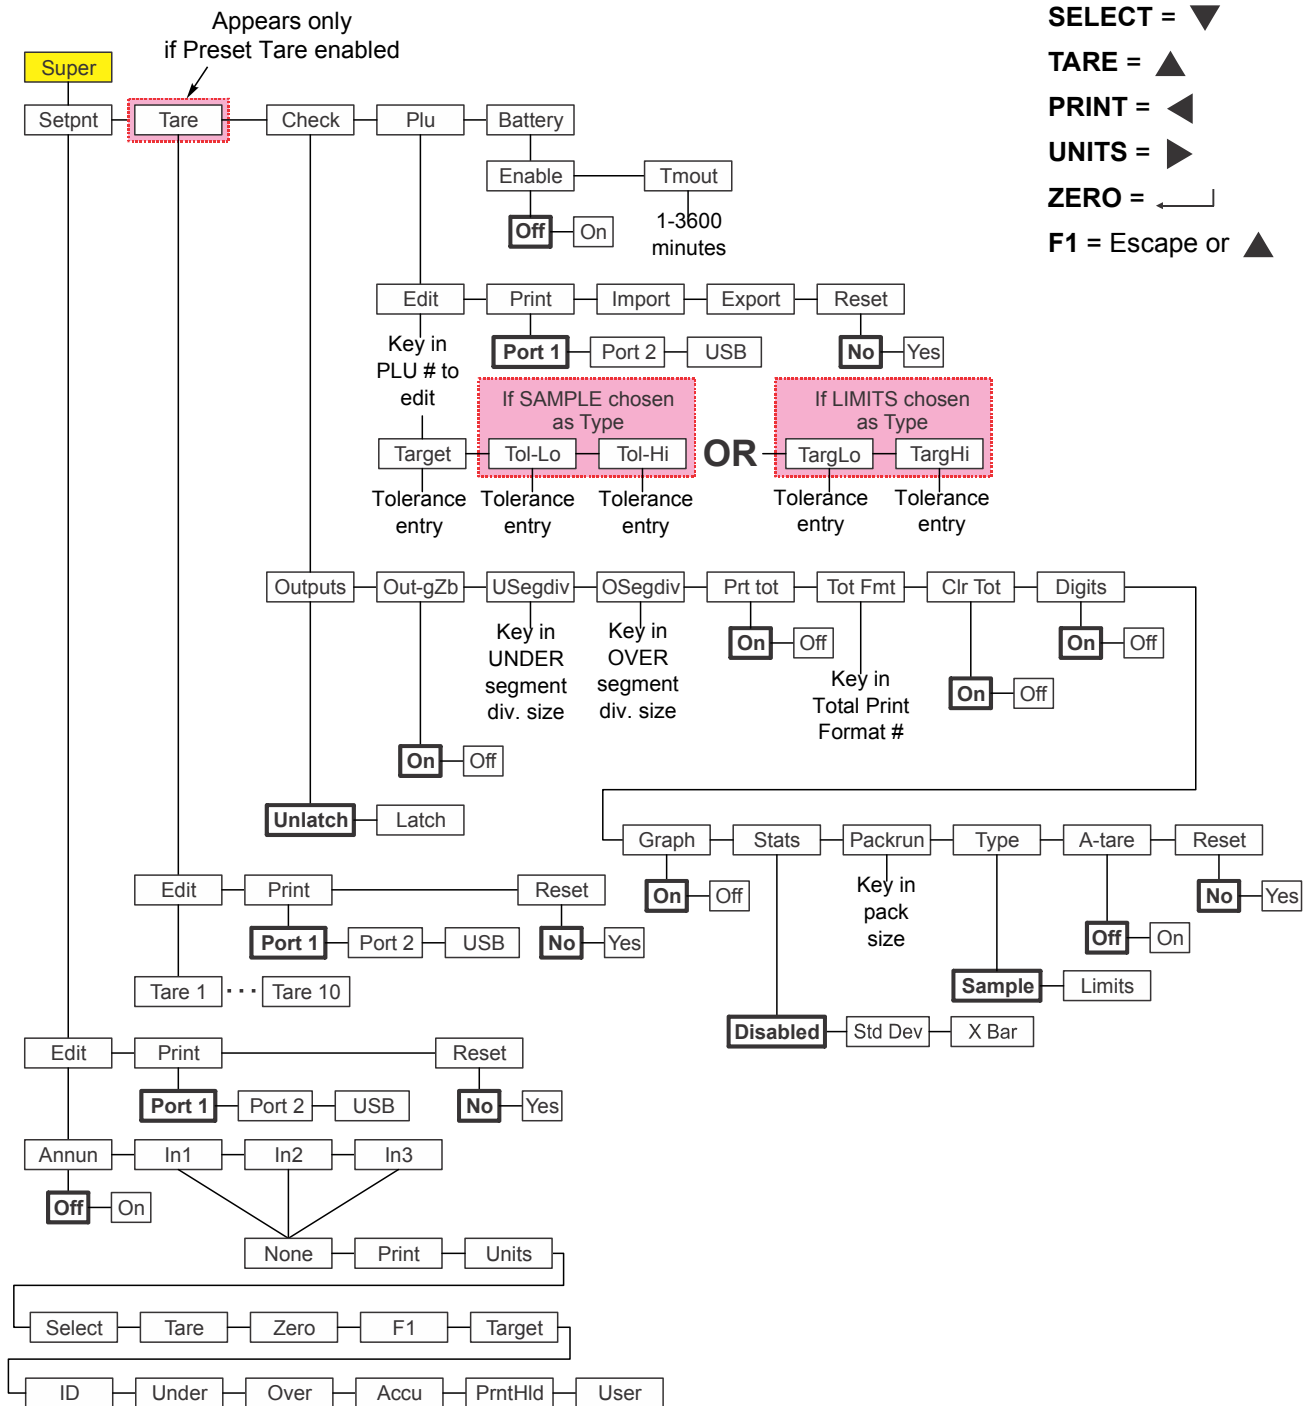 Appears only
if Preset Tare enabled
SELECT =
TARE =
PRINT =
UNITS =
ZERO =
F1 = Escape or
Super
Setpnt Tare Check Plu Battery
Enable Tmout
Off On 1-3600
minutes
Edit Print Import Export Reset
Key in
PLU # to
edit
Port 1 Port 2 USB No Yes
If SAMPLE chosen
as Type
If LIMITS chosen
as Type
Target Tol-Lo Tol-Hi OR TargLo TargHi
Tolerance
entry
Tolerance
entry
Tolerance
entry
Tolerance
entry
Tolerance
entry
Outputs Out-gZb USegdiv OSegdiv Prt tot Tot Fmt Clr Tot Digits
Key in
UNDER
segment
div. size
Key in
OVER
segment
div. size
On Off
Key in
Total Print
Format #
On Off
On Off
On Off
Unlatch Latch
Graph Stats Packrun Type A-tare Reset
On Off
Key in
pack
size
No Yes
Off On
Sample Limits
Disabled Std Dev X Bar
Edit Print Reset
Port 1 Port 2 USB No Yes
Tare 1 · · · Tare 10
Edit Print Reset
Port 1 Port 2 USB No Yes
Annun In1 In2 In3
Off On
None Print Units
Select Tare Zero F1 Target
ID Under Over Accu PrntHld User